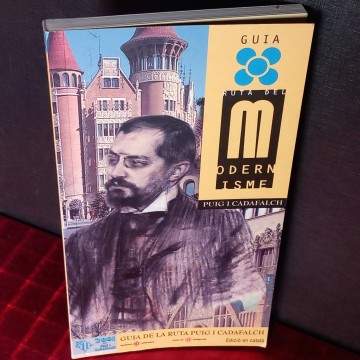 GUIA
RUTA DEL
M
ODERN
ISME
PUIG I CADAFALCH
GUIA DE LA RUTA PUIG I CADAFALCH
Edició en català